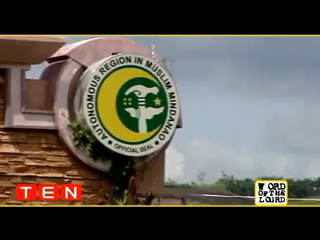 AUTONOMOUS REGION IN MUSLIM MINDANAO
• OFFICIAL SEAL •
TEN
WORD
OF THE
LOURD